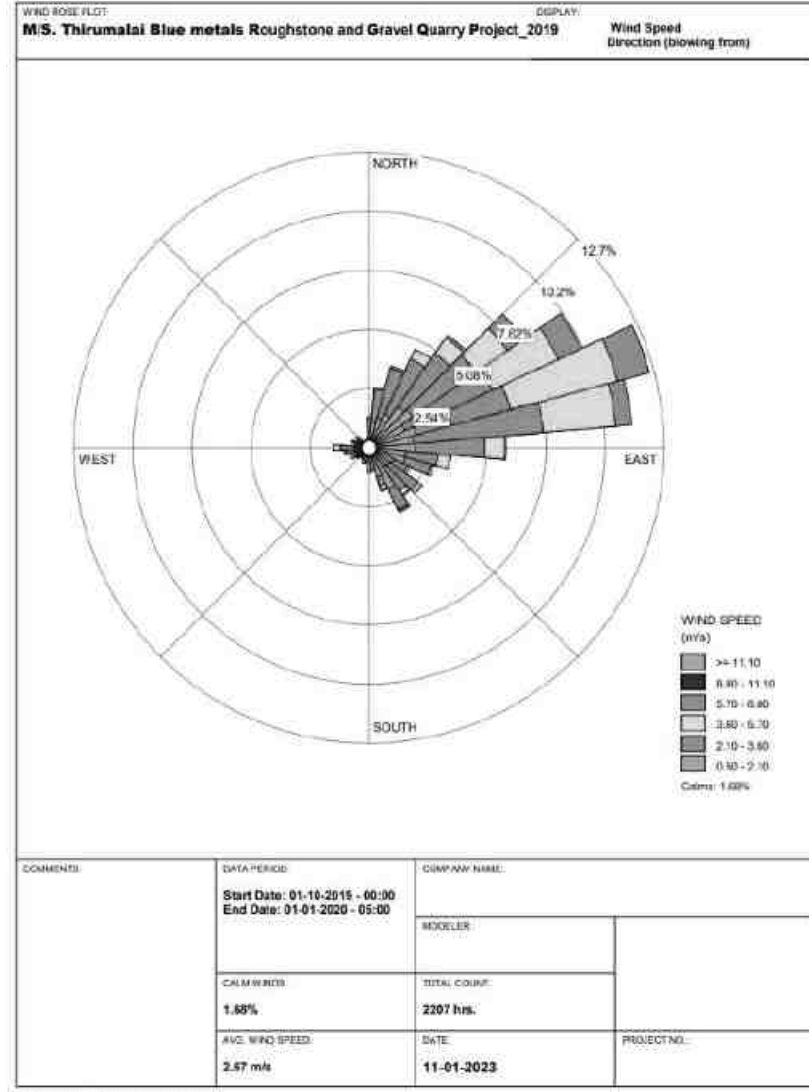 WIND ROSE PLOT:
M/S. Thirumalai Blue metals Roughstone and Gravel Quarry Project_2019
DISPLAY:
Wind Speed
Direction (blowing from)
NORTH
12.7%
10.2%
7.62%
5.08%
2.54%
WEST
EAST
SOUTH
WIND SPEED
(m/s)
>= 11.10
8.80 - 11.10
5.70 - 8.80
3.60 - 5.70
2.10 - 3.60
0.50 - 2.10
Calms: 1.68%
COMMENTS:
DATA PERIOD:
Start Date: 01-10-2019 - 00:00
End Date: 01-01-2020 - 05:00
COMPANY NAME:
MODELER:
CALM WINDS:
1.68%
TOTAL COUNT:
2207 hrs.
AVG. WIND SPEED:
2.67 m/s
DATE:
11-01-2023
PROJECT NO.: